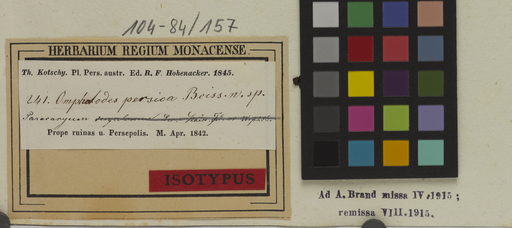 104-84/157
HERBARIUM REGIUM MONACENSE.
Th. Kotschy. Pl. Pers. austr. Ed. R. F. Hohenacker. 1845.
241. Omphalodes persica Boiss. n. sp.
Paracaryum
Prope ruinas u. Persepolis. M. Apr. 1842.
ISOTYPUS
Ad A. Brand missa IV.1915;
remissa VIII.1915.